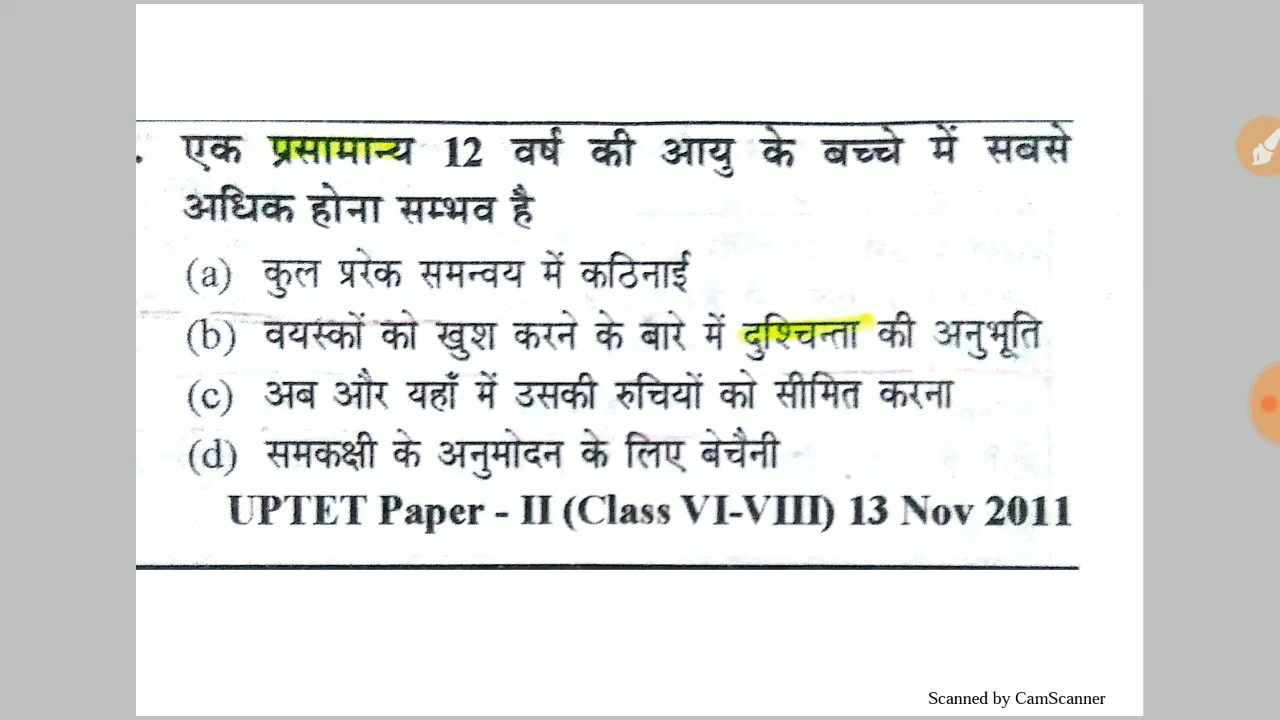 . एक प्रसामान्य 12 वर्ष की आयु के बच्चे में सबसे
अधिक होना सम्भव है
(a) कुल प्ररेक समन्वय में कठिनाई
(b) वयस्कों को खुश करने के बारे में दुश्चिन्ता की अनुभूति
(c) अब और यहाँ में उसकी रुचियों को सीमित करना
(d) समकक्षी के अनुमोदन के लिए बेचैनी
UPTET Paper - II (Class VI-VIII) 13 Nov 2011
Scanned by CamScanner